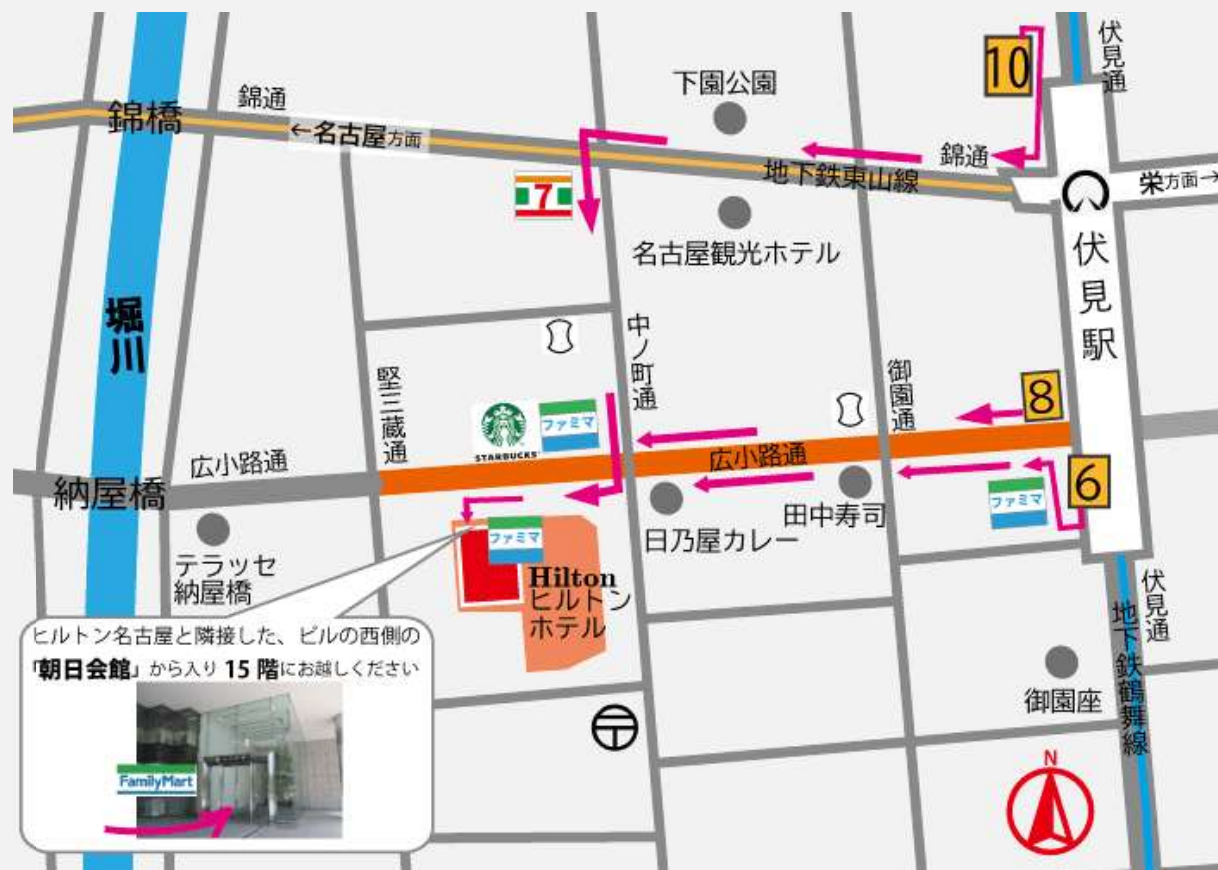 10
伏見通
下園公園
錦通
錦橋
←名古屋方面
錦通
地下鉄東山線
栄方面→
7
名古屋観光ホテル
伏見駅
堀川
中ノ町通
御園通
堅三蔵通
8
STARBUCKS
ファミマ
広小路通
広小路通
納屋橋
6
ファミマ
田中寿司
日乃屋カレー
ファミマ
テラッセ
納屋橋
Hilton
ヒルトン
ホテル
伏見通
地下鉄鶴舞線
ヒルトン名古屋と隣接した、ビルの西側の
「朝日会館」から入り 15 階にお越しください
御園座
FamilyMart
N